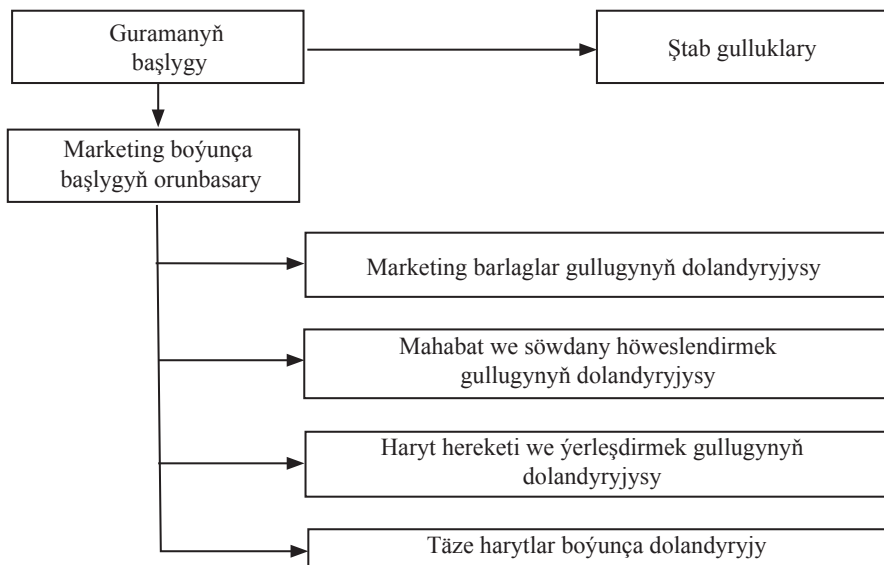 Guramanyň
başlygy
Ştab gulluklary
Marketing boýunça
başlygyň orunbasary
Marketing barlaglar gullugynyň dolandyryjysy
Mahabat we söwdany höweslendirmek
gullugynyň dolandyryjysy
Haryt hereketi we ýerleşdirmek gullugynyň
dolandyryjysy
Täze harytlar boýunça dolandyryjy